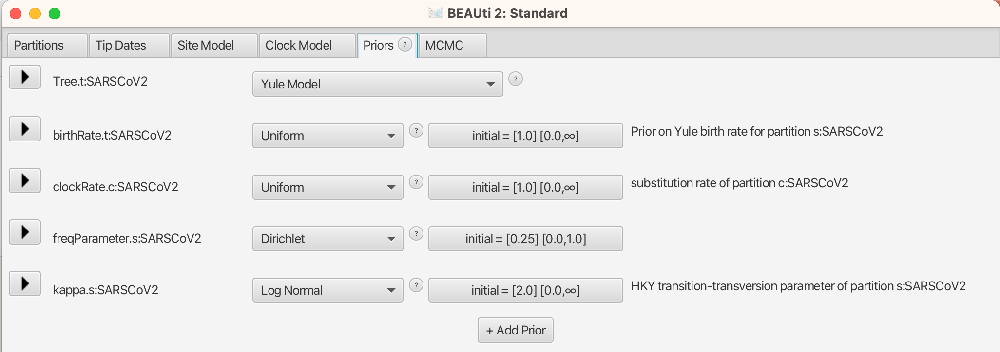 BEAUti 2: Standard
Partitions Tip Dates Site Model Clock Model Priors ? MCMC
Tree.t:SARSCoV2 Yule Model ?
birthRate.t:SARSCoV2 Uniform ? initial = [1.0] [0.0,∞] Prior on Yule birth rate for partition s:SARSCoV2
clockRate.c:SARSCoV2 Uniform ? initial = [1.0] [0.0,∞] substitution rate of partition c:SARSCoV2
freqParameter.s:SARSCoV2 Dirichlet ? initial = [0.25] [0.0,1.0]
kappa.s:SARSCoV2 Log Normal ? initial = [2.0] [0.0,∞] HKY transition-transversion parameter of partition s:SARSCoV2
+ Add Prior